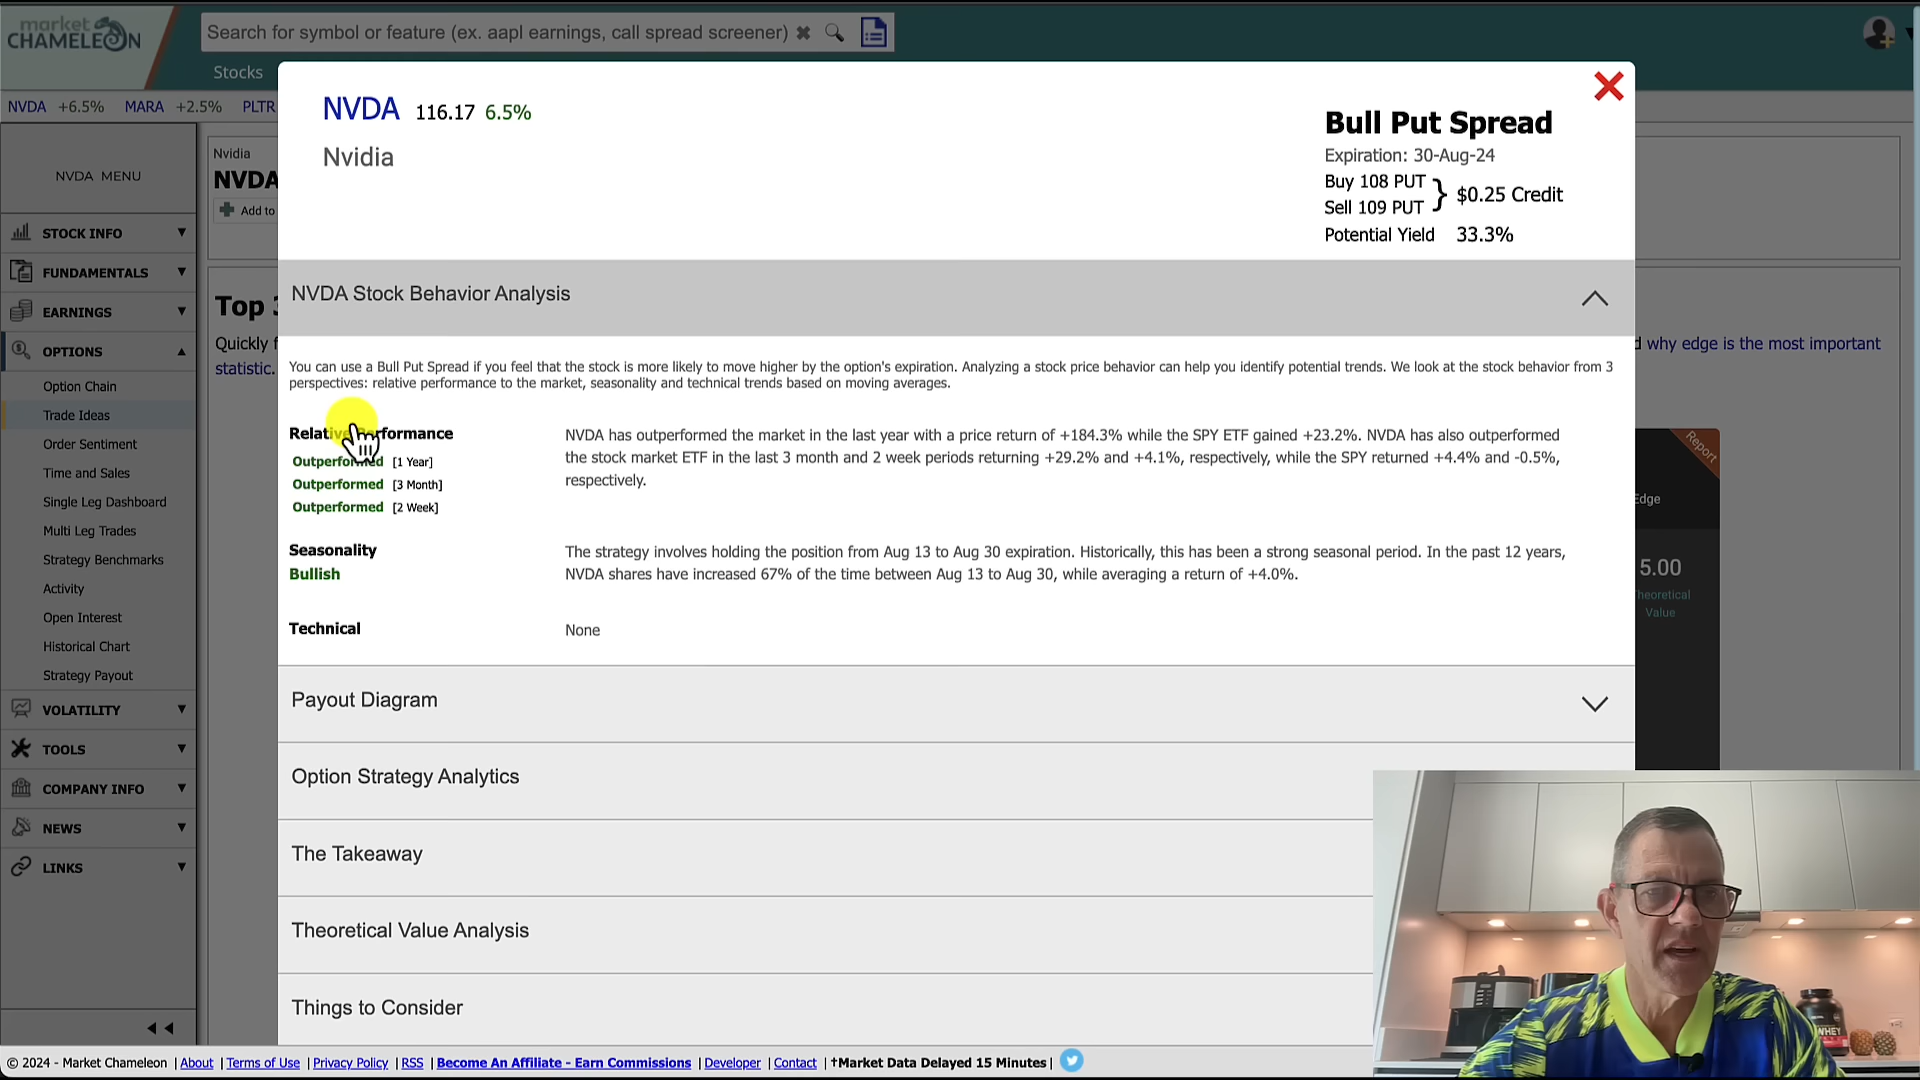 market
CHAMELEON
Search for symbol or feature (ex. aapl earnings, call spread screener)
Stocks
NVDA +6.5% MARA +2.5% PLTR
NVDA MENU
STOCK INFO
FUNDAMENTALS
EARNINGS
OPTIONS
Option Chain
Trade Ideas
Order Sentiment
Time and Sales
Single Leg Dashboard
Multi Leg Trades
Strategy Benchmarks
Activity
Open Interest
Historical Chart
Strategy Payout
VOLATILITY
TOOLS
COMPANY INFO
NEWS
LINKS
Nvidia
NVDA
Add to
Top
Quickly
statistic.
why edge is the most important
Report
Edge
5.00
Theoretical
Value
NVDA 116.17 6.5%
Nvidia
Bull Put Spread
Expiration: 30-Aug-24
Buy 108 PUT
Sell 109 PUT
} $0.25 Credit
Potential Yield 33.3%
NVDA Stock Behavior Analysis
You can use a Bull Put Spread if you feel that the stock is more likely to move higher by the option's expiration. Analyzing a stock price behavior can help you identify potential trends. We look at the stock behavior from 3
perspectives: relative performance to the market, seasonality and technical trends based on moving averages.
Relative Performance
Outperformed [1 Year]
Outperformed [3 Month]
Outperformed [2 Week]
NVDA has outperformed the market in the last year with a price return of +184.3% while the SPY ETF gained +23.2%. NVDA has also outperformed
the stock market ETF in the last 3 month and 2 week periods returning +29.2% and +4.1%, respectively, while the SPY returned +4.4% and -0.5%,
respectively.
Seasonality
Bullish
The strategy involves holding the position from Aug 13 to Aug 30 expiration. Historically, this has been a strong seasonal period. In the past 12 years,
NVDA shares have increased 67% of the time between Aug 13 to Aug 30, while averaging a return of +4.0%.
Technical
None
Payout Diagram
Option Strategy Analytics
The Takeaway
Theoretical Value Analysis
Things to Consider
WHEY
© 2024 - Market Chameleon | About | Terms of Use | Privacy Policy | RSS | Become An Affiliate - Earn Commissions | Developer | Contact | †Market Data Delayed 15 Minutes |